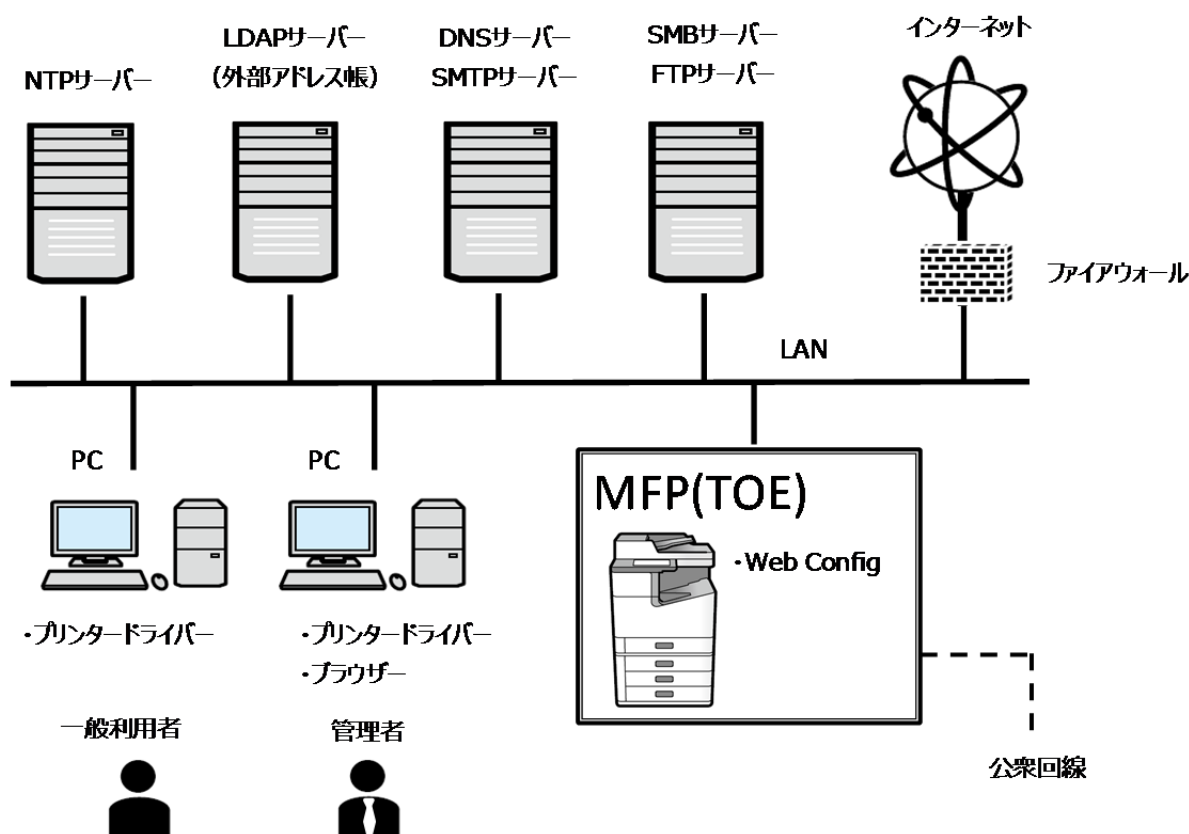 NTPサーバー
LDAPサーバー
（外部アドレス帳）
DNSサーバー
SMTPサーバー
SMBサーバー
FTPサーバー
インターネット
ファイアウォール
LAN
PC
PC
MFP(TOE)
・Web Config
・プリンタードライバー
・プリンタードライバー
・ブラウザー
一般利用者
管理者
公衆回線